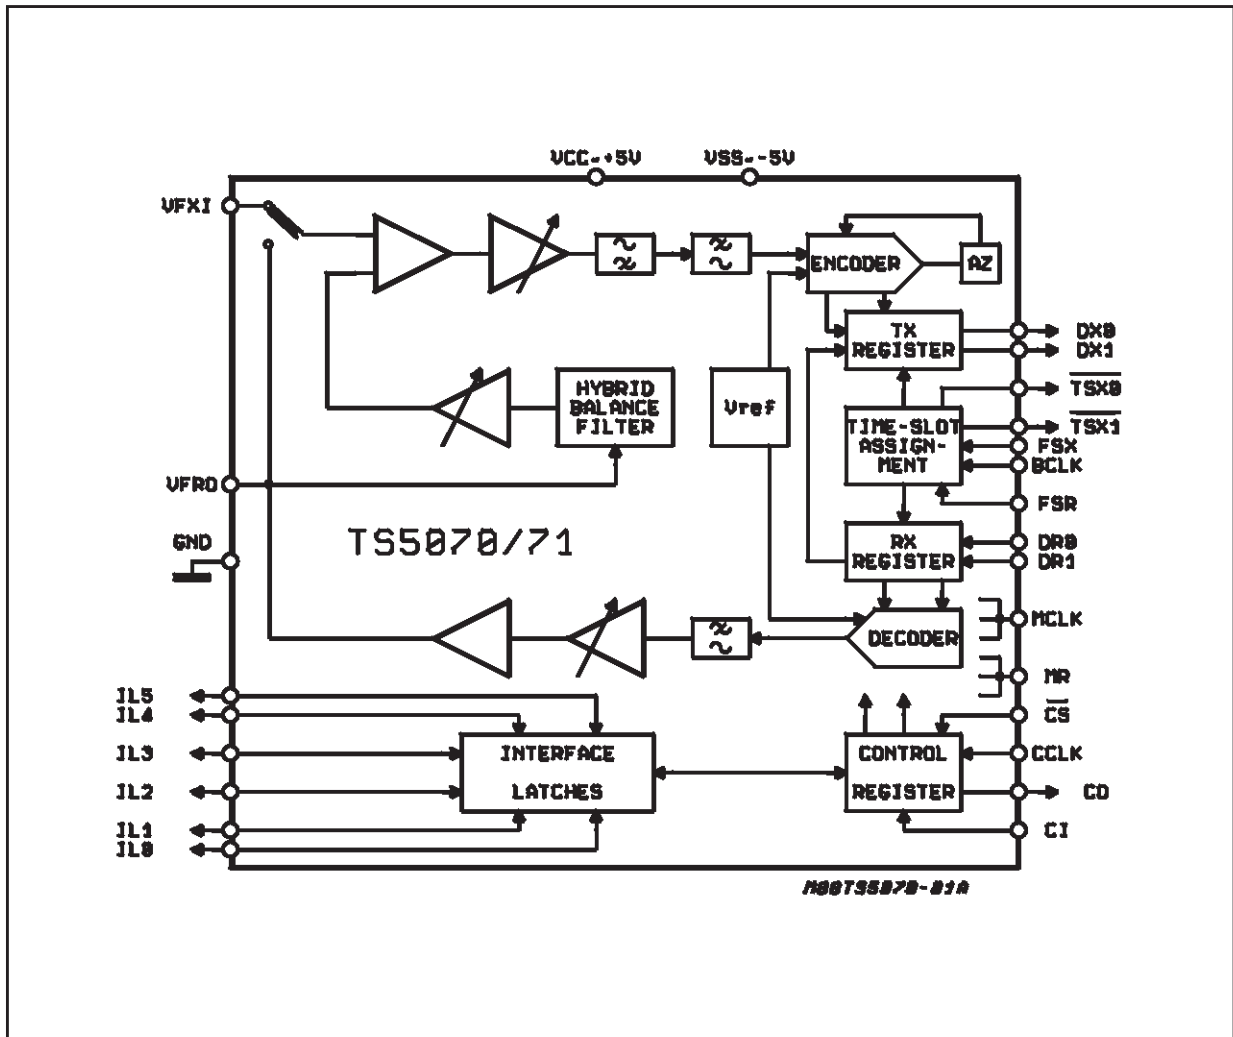 VCC=+5V
VSS=-5V
VFXI
ENCODER
AZ
TX
REGISTER
DX0
DX1
TSX0
TSX1
HYBRID
BALANCE
FILTER
Vref
TIME-SLOT
ASSIGN-
MENT
FSX
BCLK
FSR
VFRO
GND
TS5070/71
RX
REGISTER
DR0
DR1
DECODER
MCLK
MR
CS
IL5
IL4
IL3
IL2
IL1
IL0
INTERFACE
LATCHES
CONTROL
REGISTER
CCLK
CO
CI
M88TS5070-01A